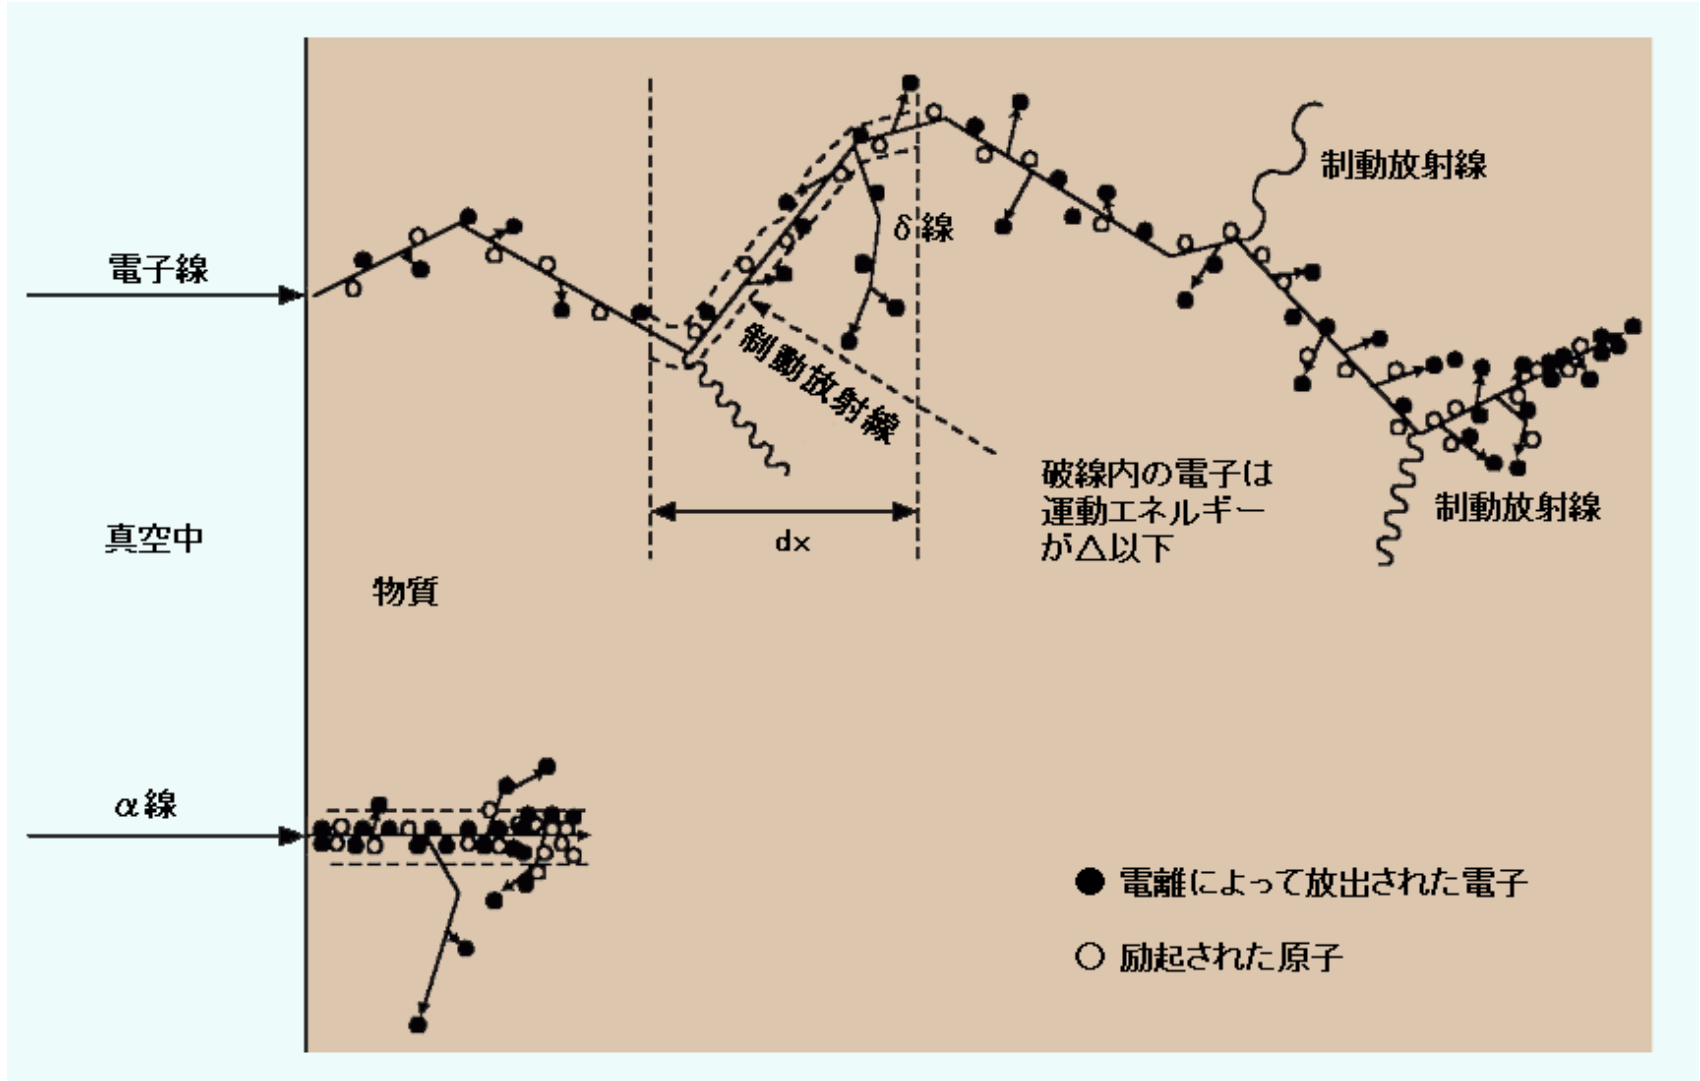 制動放射線
δ線
電子線
制動放射線
破線内の電子は
運動エネルギー
が△以下
制動放射線
dx
真空中
物質
α線
電離によって放出された電子
励起された原子